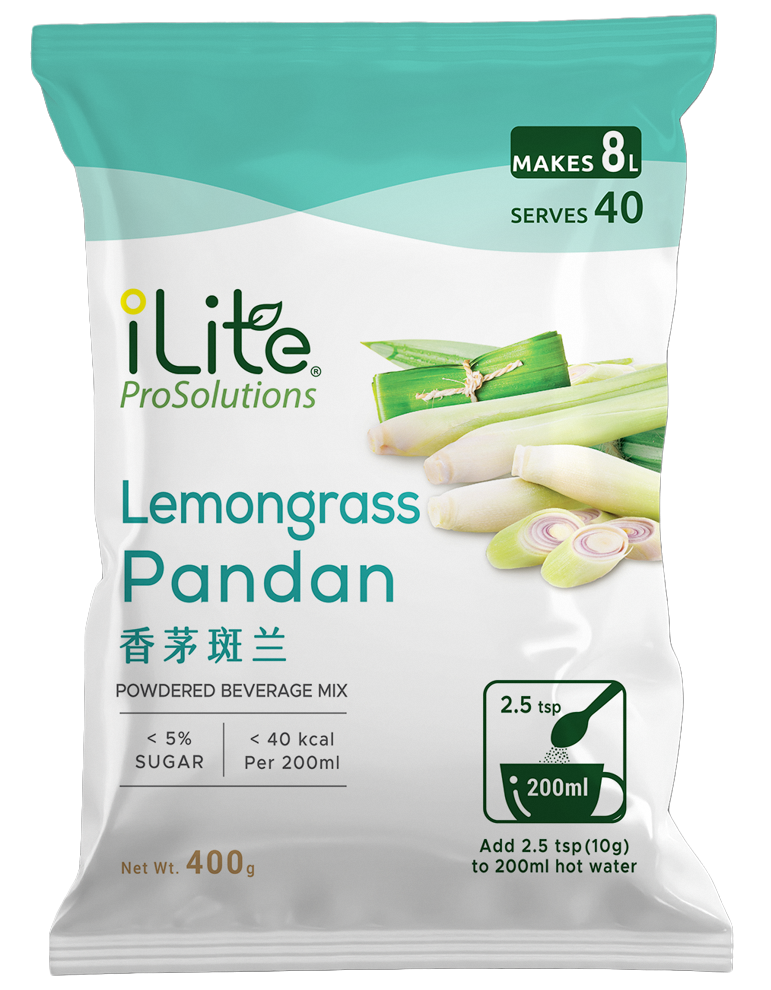 MAKES 8L
SERVES 40
iLite®
ProSolutions
Lemongrass
Pandan
香茅斑兰
POWDERED BEVERAGE MIX
< 5%
SUGAR
< 40 kcal
Per 200ml
2.5 tsp
200ml
Add 2.5 tsp (10g)
to 200ml hot water
Net Wt. 400g